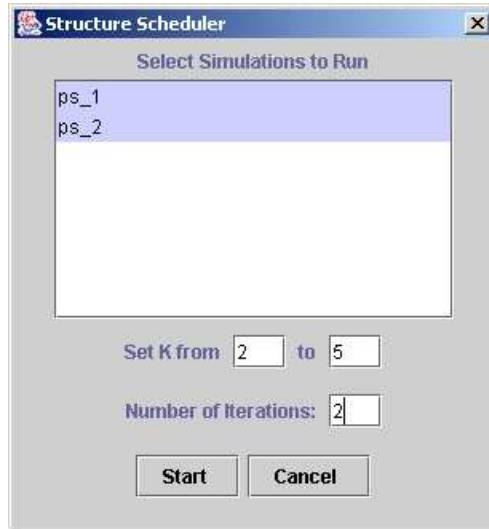 Structure Scheduler
Select Simulations to Run
ps_1
ps_2
Set K from 2 to 5
Number of Iterations: 2
Start Cancel